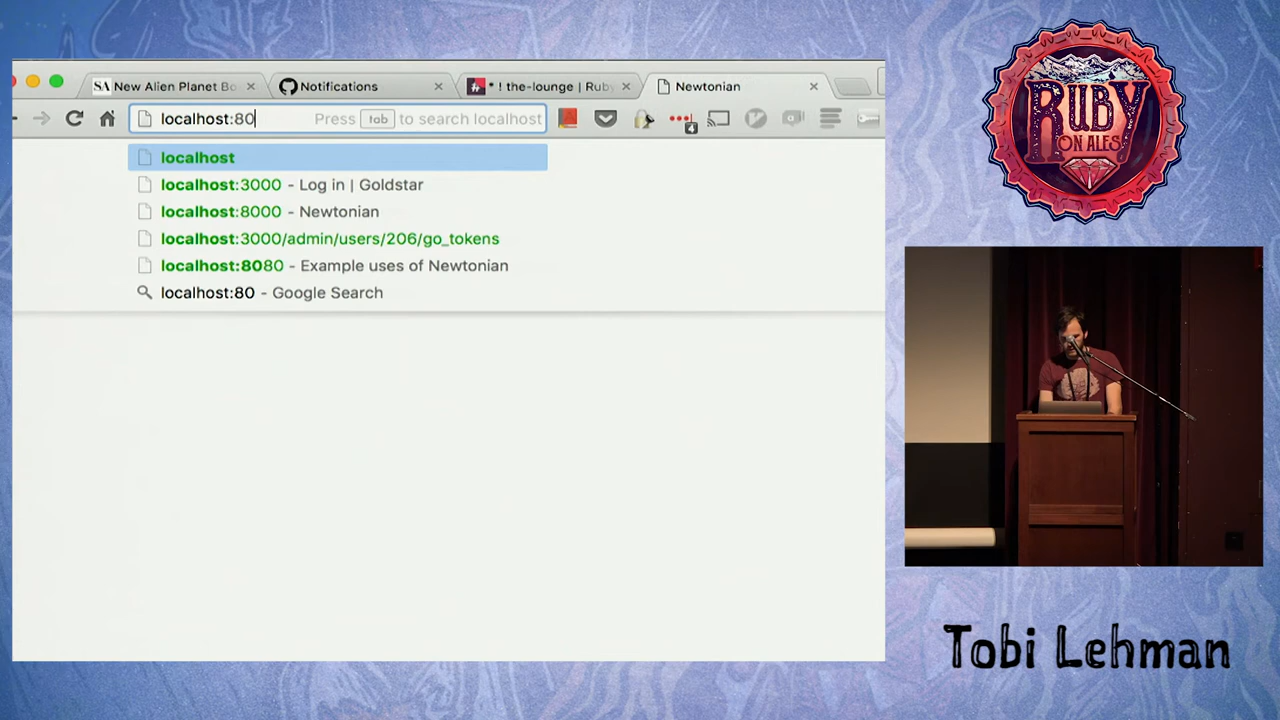 New Alien Planet Bo
Notifications
* ! the-lounge | Ruby
Newtonian
localhost:80
Press tab to search localhost
4
localhost
localhost:3000 - Log in | Goldstar
localhost:8000 - Newtonian
localhost:3000/admin/users/206/go_tokens
localhost:8080 - Example uses of Newtonian
localhost:80 - Google Search
RUBY
ON ALES
Tobi Lehman